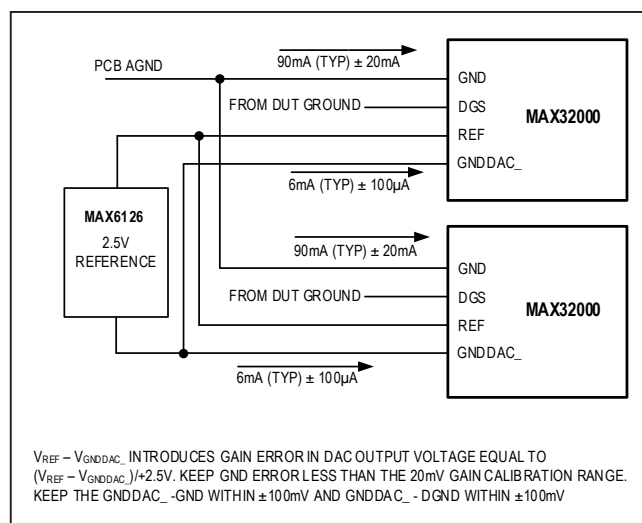 90mA (TYP) ± 20mA
PCB AGND
GND
FROM DUT GROUND
DGS
MAX32000
REF
GNDDAC_
6mA (TYP) ± 100µA
MAX6126
2.5V
REFERENCE
90mA (TYP) ± 20mA
GND
FROM DUT GROUND
DGS
MAX32000
REF
GNDDAC_
6mA (TYP) ± 100µA
VREF – VGNDDAC_ INTRODUCES GAIN ERROR IN DAC OUTPUT VOLTAGE EQUAL TO
(VREF – VGNDDAC_)/+2.5V. KEEP GND ERROR LESS THAN THE 20mV GAIN CALIBRATION RANGE.
KEEP THE GNDDAC_ -GND WITHIN ±100mV AND GNDDAC_ - DGND WITHIN ±100mV